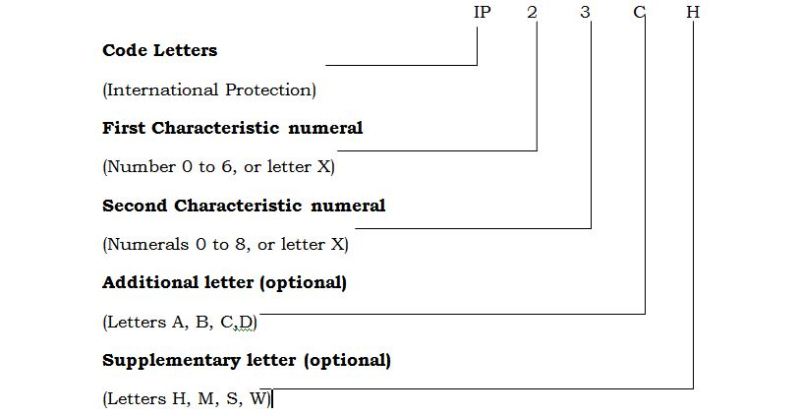 IP 2 3 C H
Code Letters
(International Protection)
First Characteristic numeral
(Number 0 to 6, or letter X)
Second Characteristic numeral
(Numerals 0 to 8, or letter X)
Additional letter (optional)
(Letters A, B, C,D)
Supplementary letter (optional)
(Letters H, M, S, W)